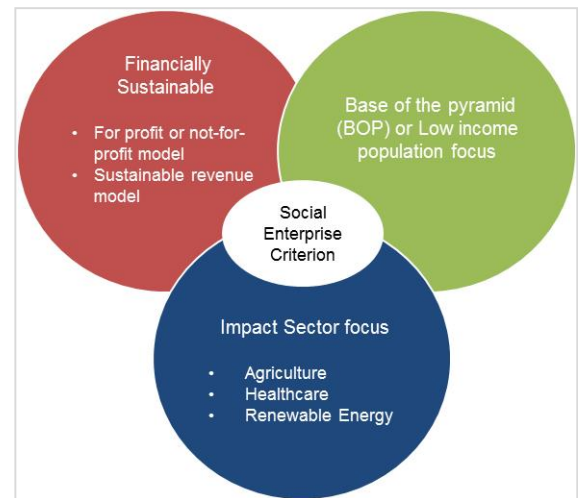 Financially
Sustainable
• For profit or not-for-
profit model
• Sustainable revenue
model
Base of the pyramid
(BOP) or Low income
population focus
Social
Enterprise
Criterion
Impact Sector focus
• Agriculture
• Healthcare
• Renewable Energy